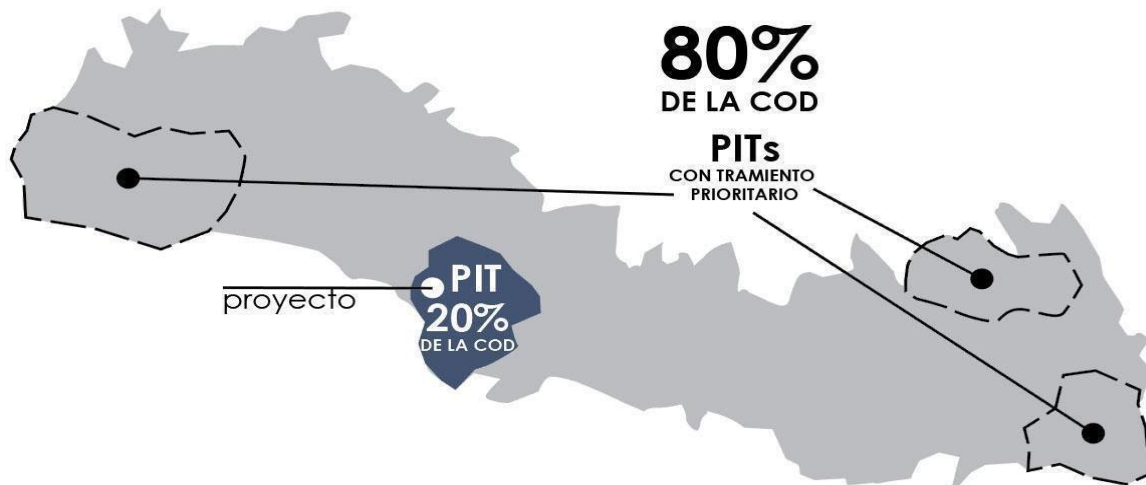 80%
DE LA COD
PITs
CON TRAMIENTO
PRIORITARIO
proyecto
PIT
20%
DE LA COD